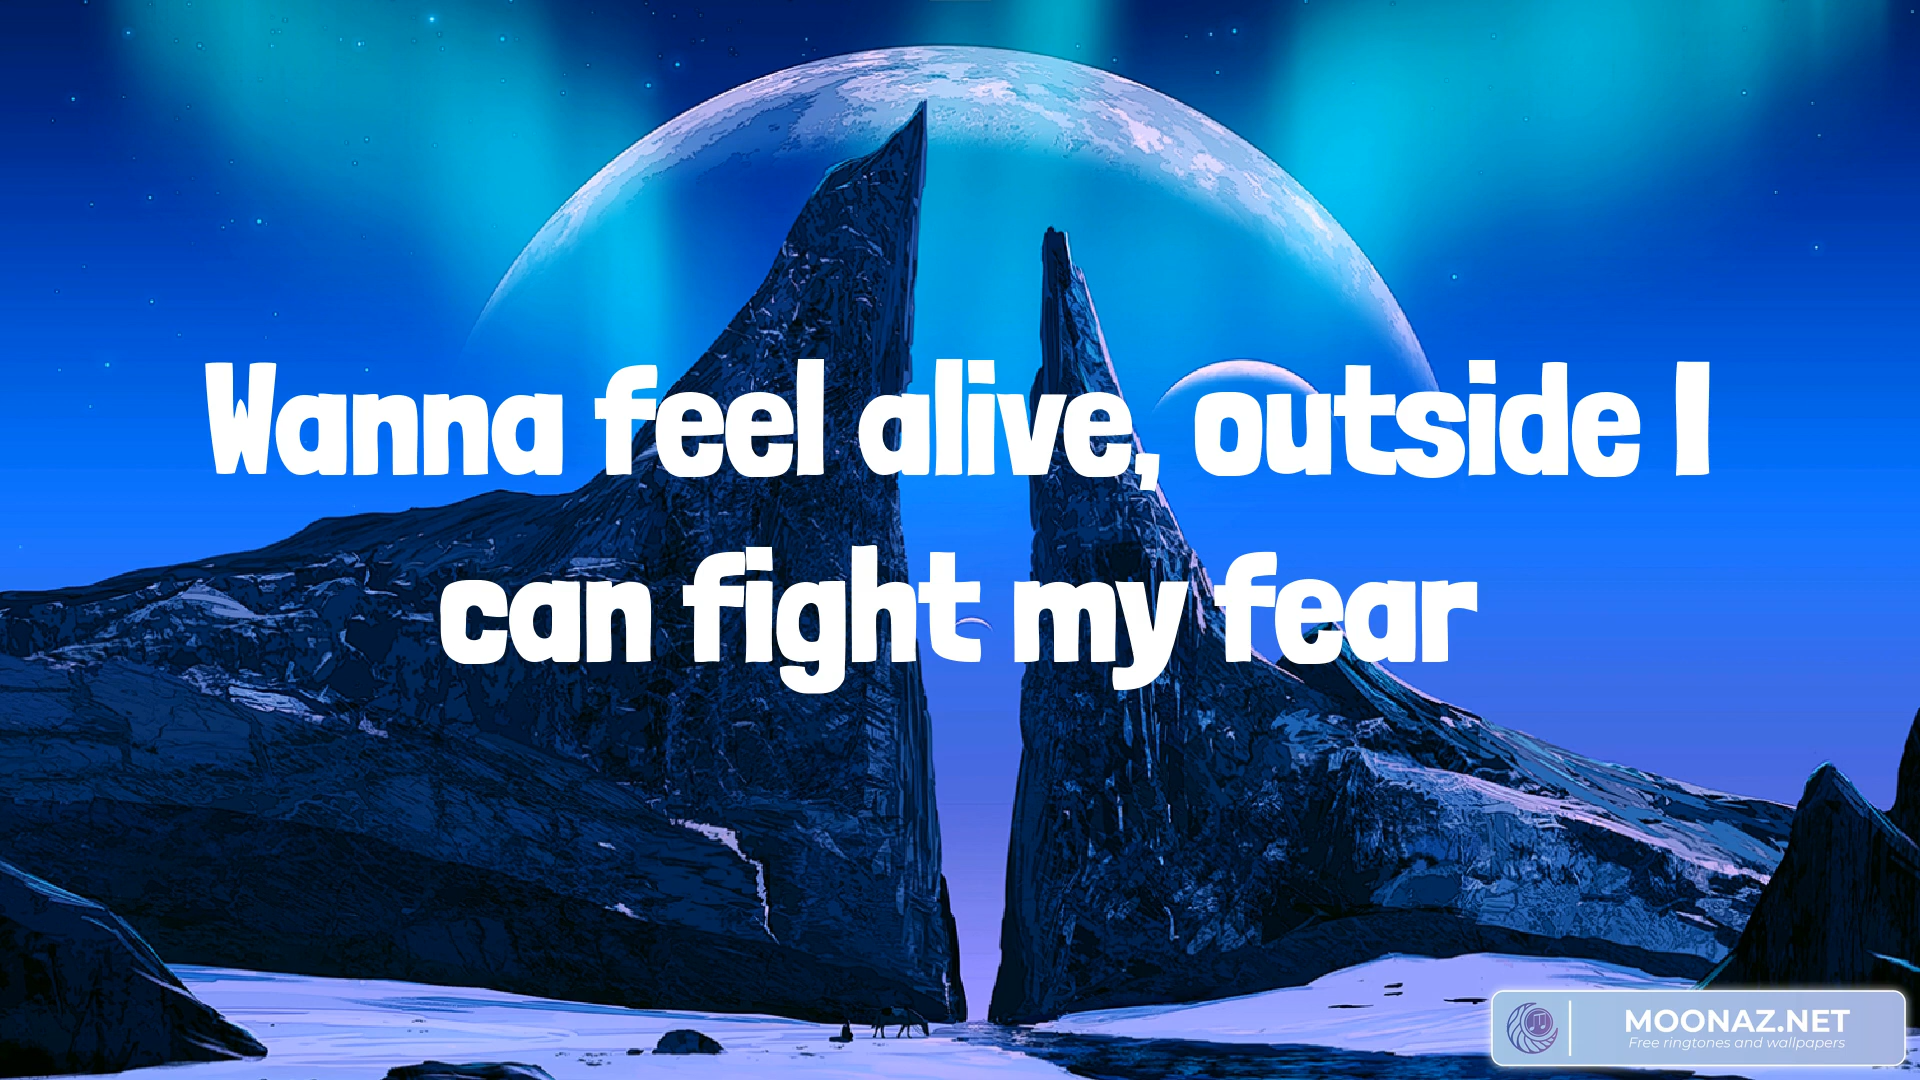 Wanna feel alive, outside I
can fight my fear
MOONAZ.NET
Free ringtones and wallpapers